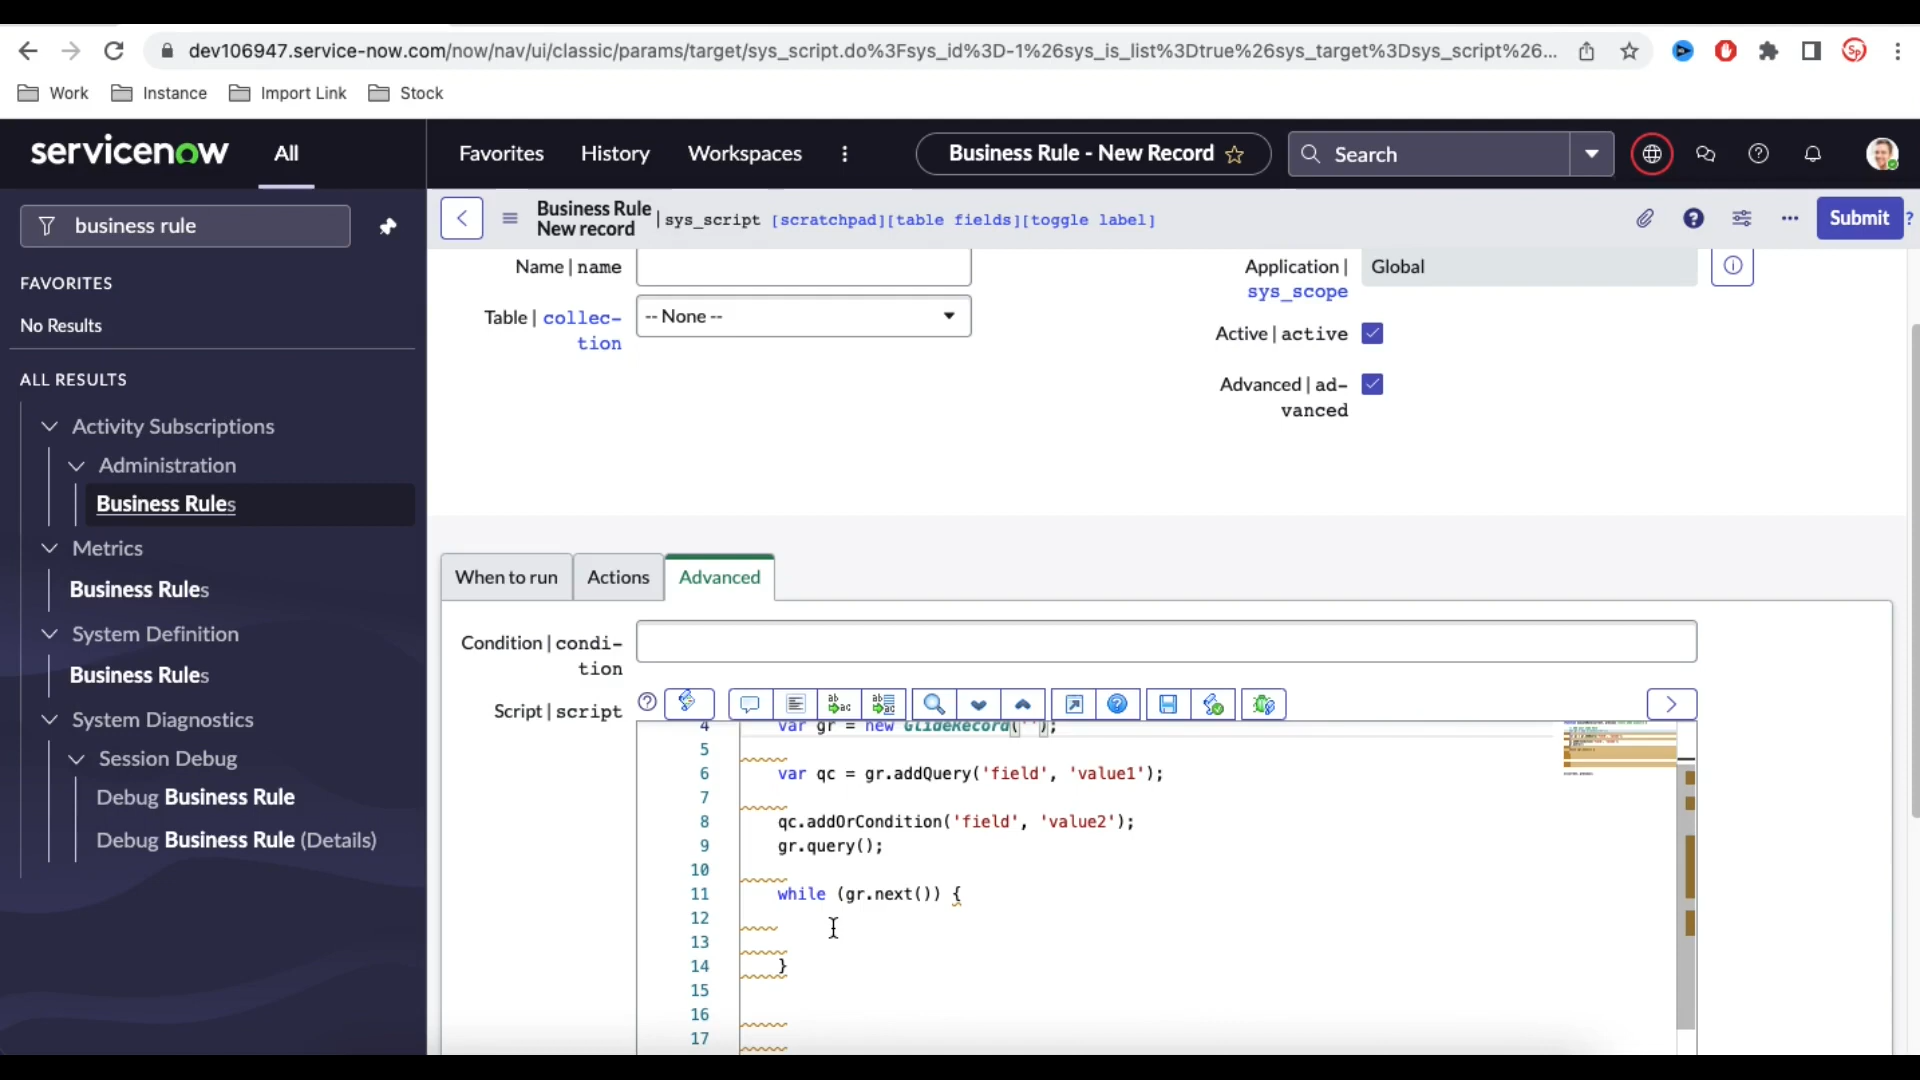 dev106947.service-now.com/now/nav/ui/classic/params/target/sys_script.do%3Fsys_id%3D-1%26sys_is_list%3Dtrue%26sys_target%3Dsys_script%26...
Work Instance Import Link Stock
servicenow All Favorites History Workspaces Business Rule - New Record Search
business rule
FAVORITES
No Results
ALL RESULTS
Activity Subscriptions
Administration
Business Rules
Metrics
Business Rules
System Definition
Business Rules
System Diagnostics
Session Debug
Debug Business Rule
Debug Business Rule (Details)
Business Rule
New record
| sys_script [scratchpad][table fields][toggle label]
Submit ?
Name | name
Application | Global
sys_scope
Table | collec-
tion
-- None --
Active | active
Advanced | ad-
vanced
When to run Actions Advanced
Condition | condi-
tion
Script | script
4 var gr = new GlideRecord('');
5
6 var qc = gr.addQuery('field', 'value1');
7
8 qc.addOrCondition('field', 'value2');
9 gr.query();
10
11 while (gr.next()) {
12
13
14 }
15
16
17